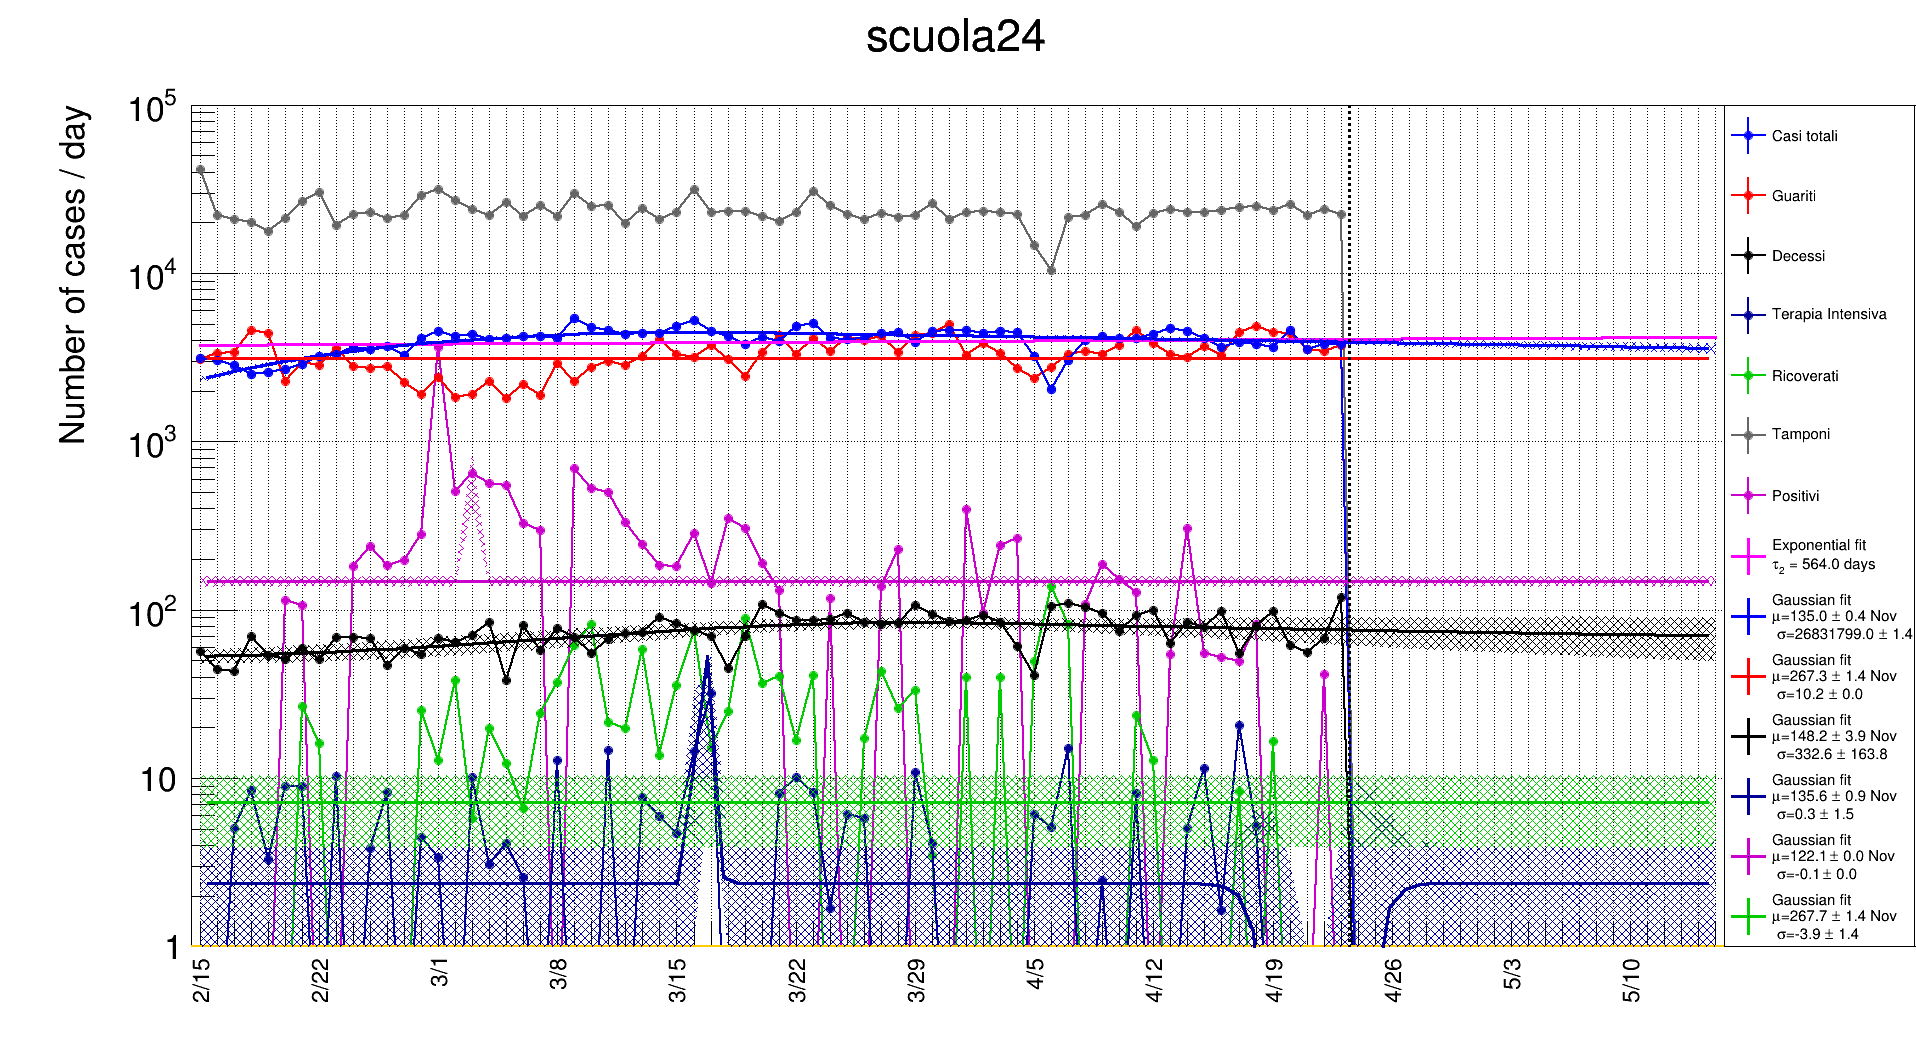 scuola24
Number of cases / day
10^5
10^4
10^3
10^2
10
1
2/15
2/22
3/1
3/8
3/15
3/22
3/29
4/5
4/12
4/19
4/26
5/3
5/10
Casi totali
Guariti
Decessi
Terapia Intensiva
Ricoverati
Tamponi
Positivi
Exponential fit
τ₂ = 564.0 days
Gaussian fit
μ=135.0 ± 0.4 Nov
σ=26831799.0 ± 1.4
Gaussian fit
μ=267.3 ± 1.4 Nov
σ=10.2 ± 0.0
Gaussian fit
μ=148.2 ± 3.9 Nov
σ=332.6 ± 163.8
Gaussian fit
μ=135.6 ± 0.9 Nov
σ=0.3 ± 1.5
Gaussian fit
μ=122.1 ± 0.0 Nov
σ=-0.1 ± 0.0
Gaussian fit
μ=267.7 ± 1.4 Nov
σ=-3.9 ± 1.4